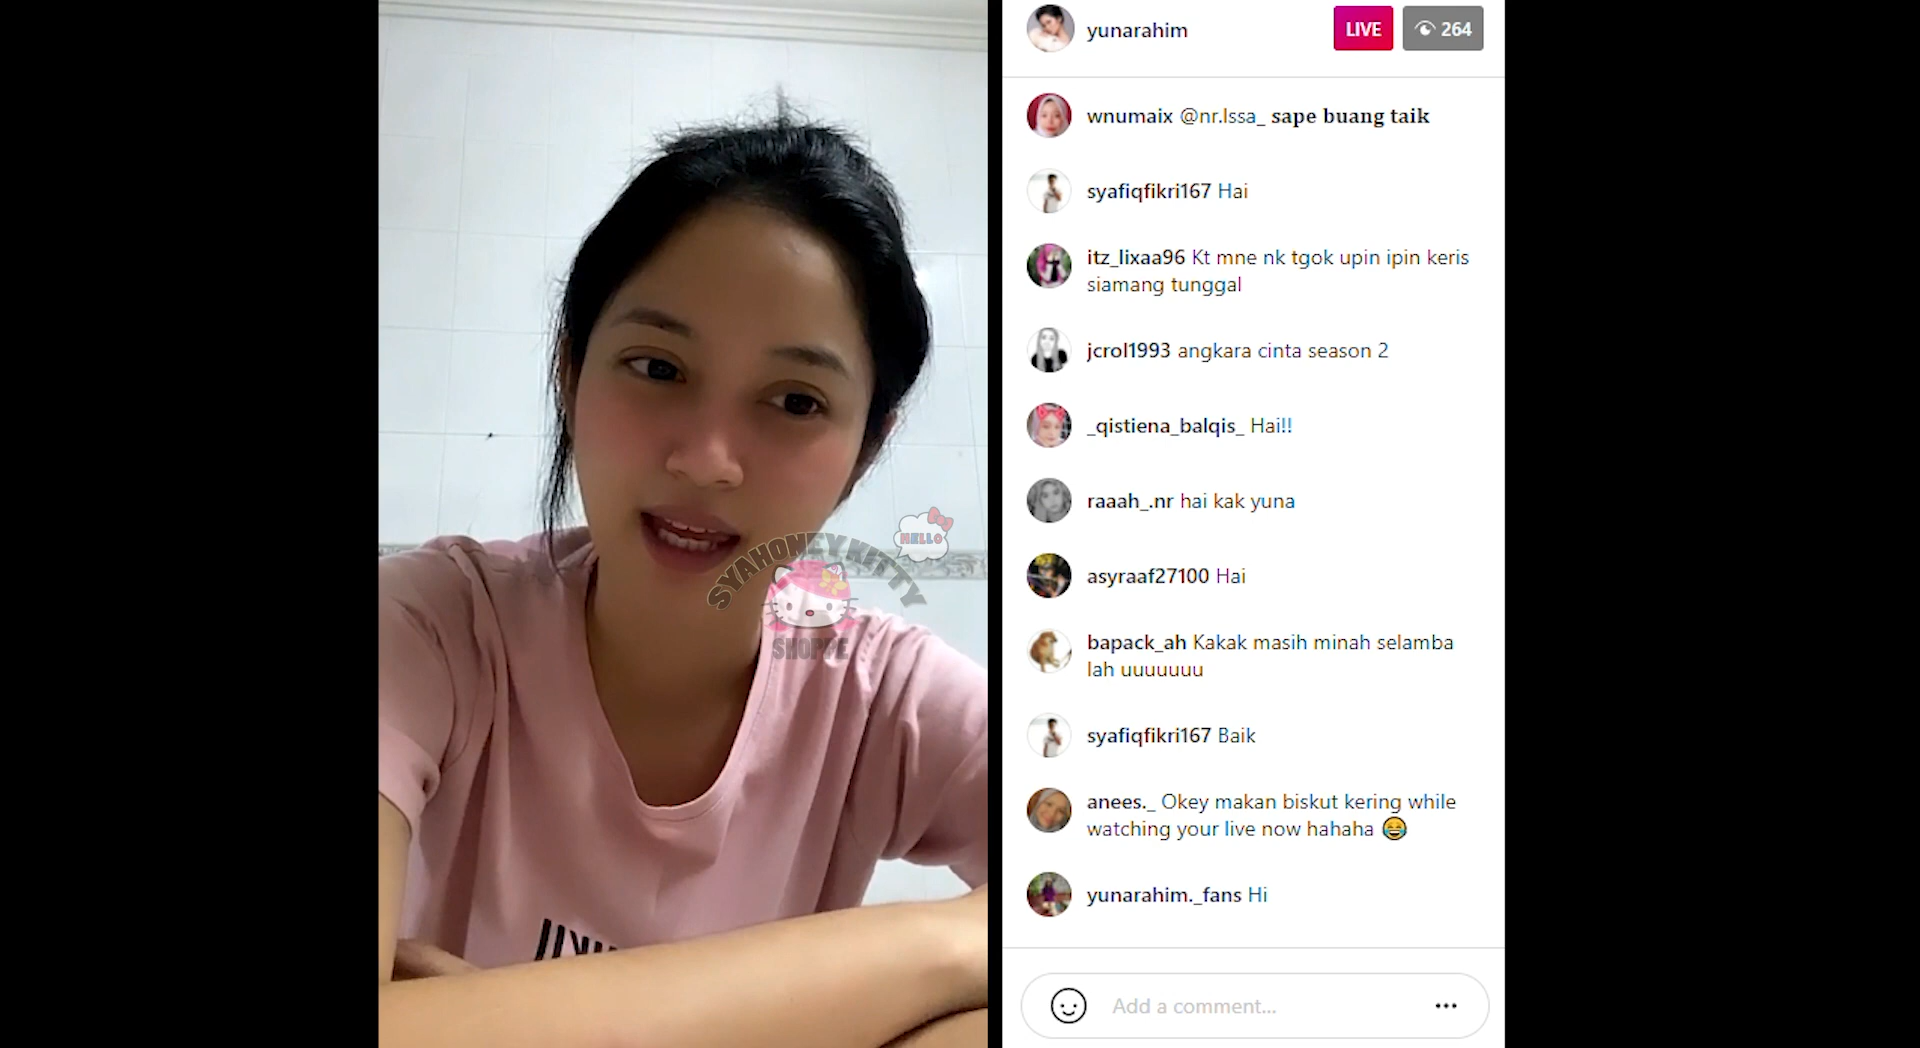 yunarahim
LIVE
264
wnumaix @nr.lssa_ sape buang taik
syafiqfikri167 Hai
itz_lixaa96 Kt mne nk tgok upin ipin keris
siamang tunggal
jcrol1993 angkara cinta season 2
_qistiena_balqis_ Hai!!
raaah_.nr hai kak yuna
asyraaf27100 Hai
bapack_ah Kakak masih minah selamba
lah uuuuuuu
syafiqfikri167 Baik
anees._ Okey makan biskut kering while
watching your live now hahaha 😂
yunarahim._fans Hi
Add a comment...
HELLO
SYAHOMEYKITTY
SHOPPE